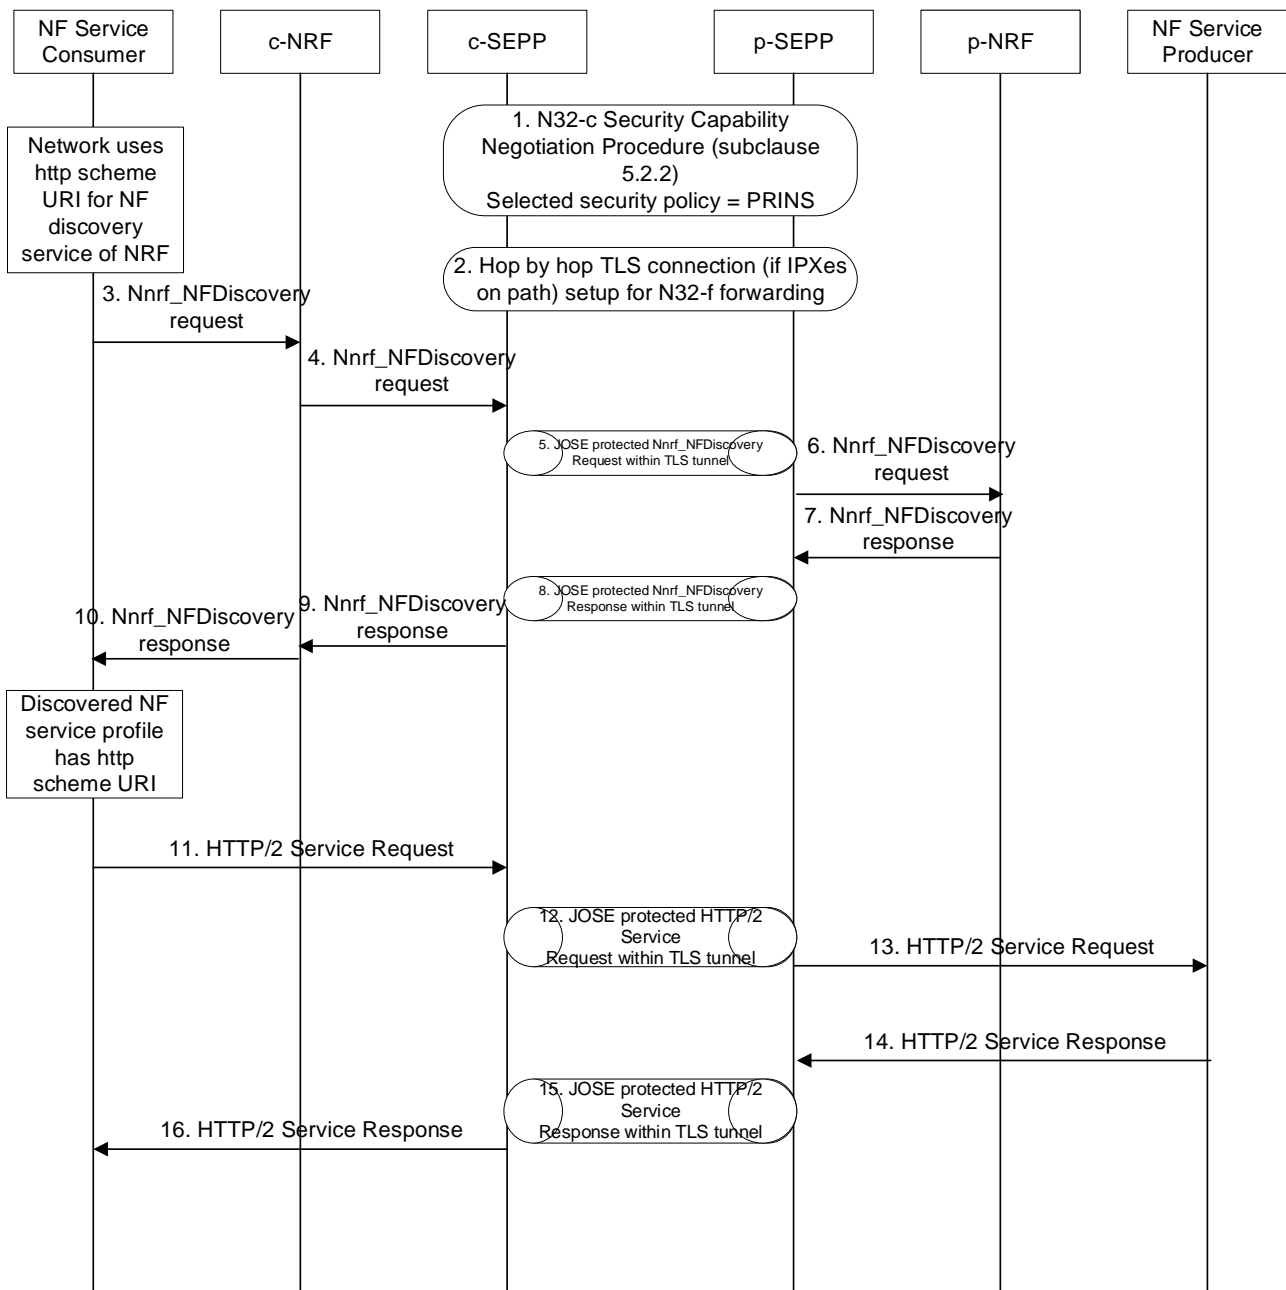 NF Service
Consumer
c-NRF
c-SEPP
p-SEPP
p-NRF
NF Service
Producer
1. N32-c Security Capability
Negotiation Procedure (subclause
5.2.2)
Selected security policy = PRINS
Network uses
http scheme
URI for NF
discovery
service of NRF
2. Hop by hop TLS connection (if IPXes
on path) setup for N32-f forwarding
3. Nnrf_NFDiscovery
request
4. Nnrf_NFDiscovery
request
5. JOSE protected Nnrf_NFDiscovery
Request within TLS tunnel
6. Nnrf_NFDiscovery
request
7. Nnrf_NFDiscovery
response
8. JOSE protected Nnrf_NFDiscovery
Response within TLS tunnel
9. Nnrf_NFDiscovery
response
10. Nnrf_NFDiscovery
response
Discovered NF
service profile
has http
scheme URI
11. HTTP/2 Service Request
12. JOSE protected HTTP/2
Service
Request within TLS tunnel
13. HTTP/2 Service Request
14. HTTP/2 Service Response
15. JOSE protected HTTP/2
Service
Response within TLS tunnel
16. HTTP/2 Service Response